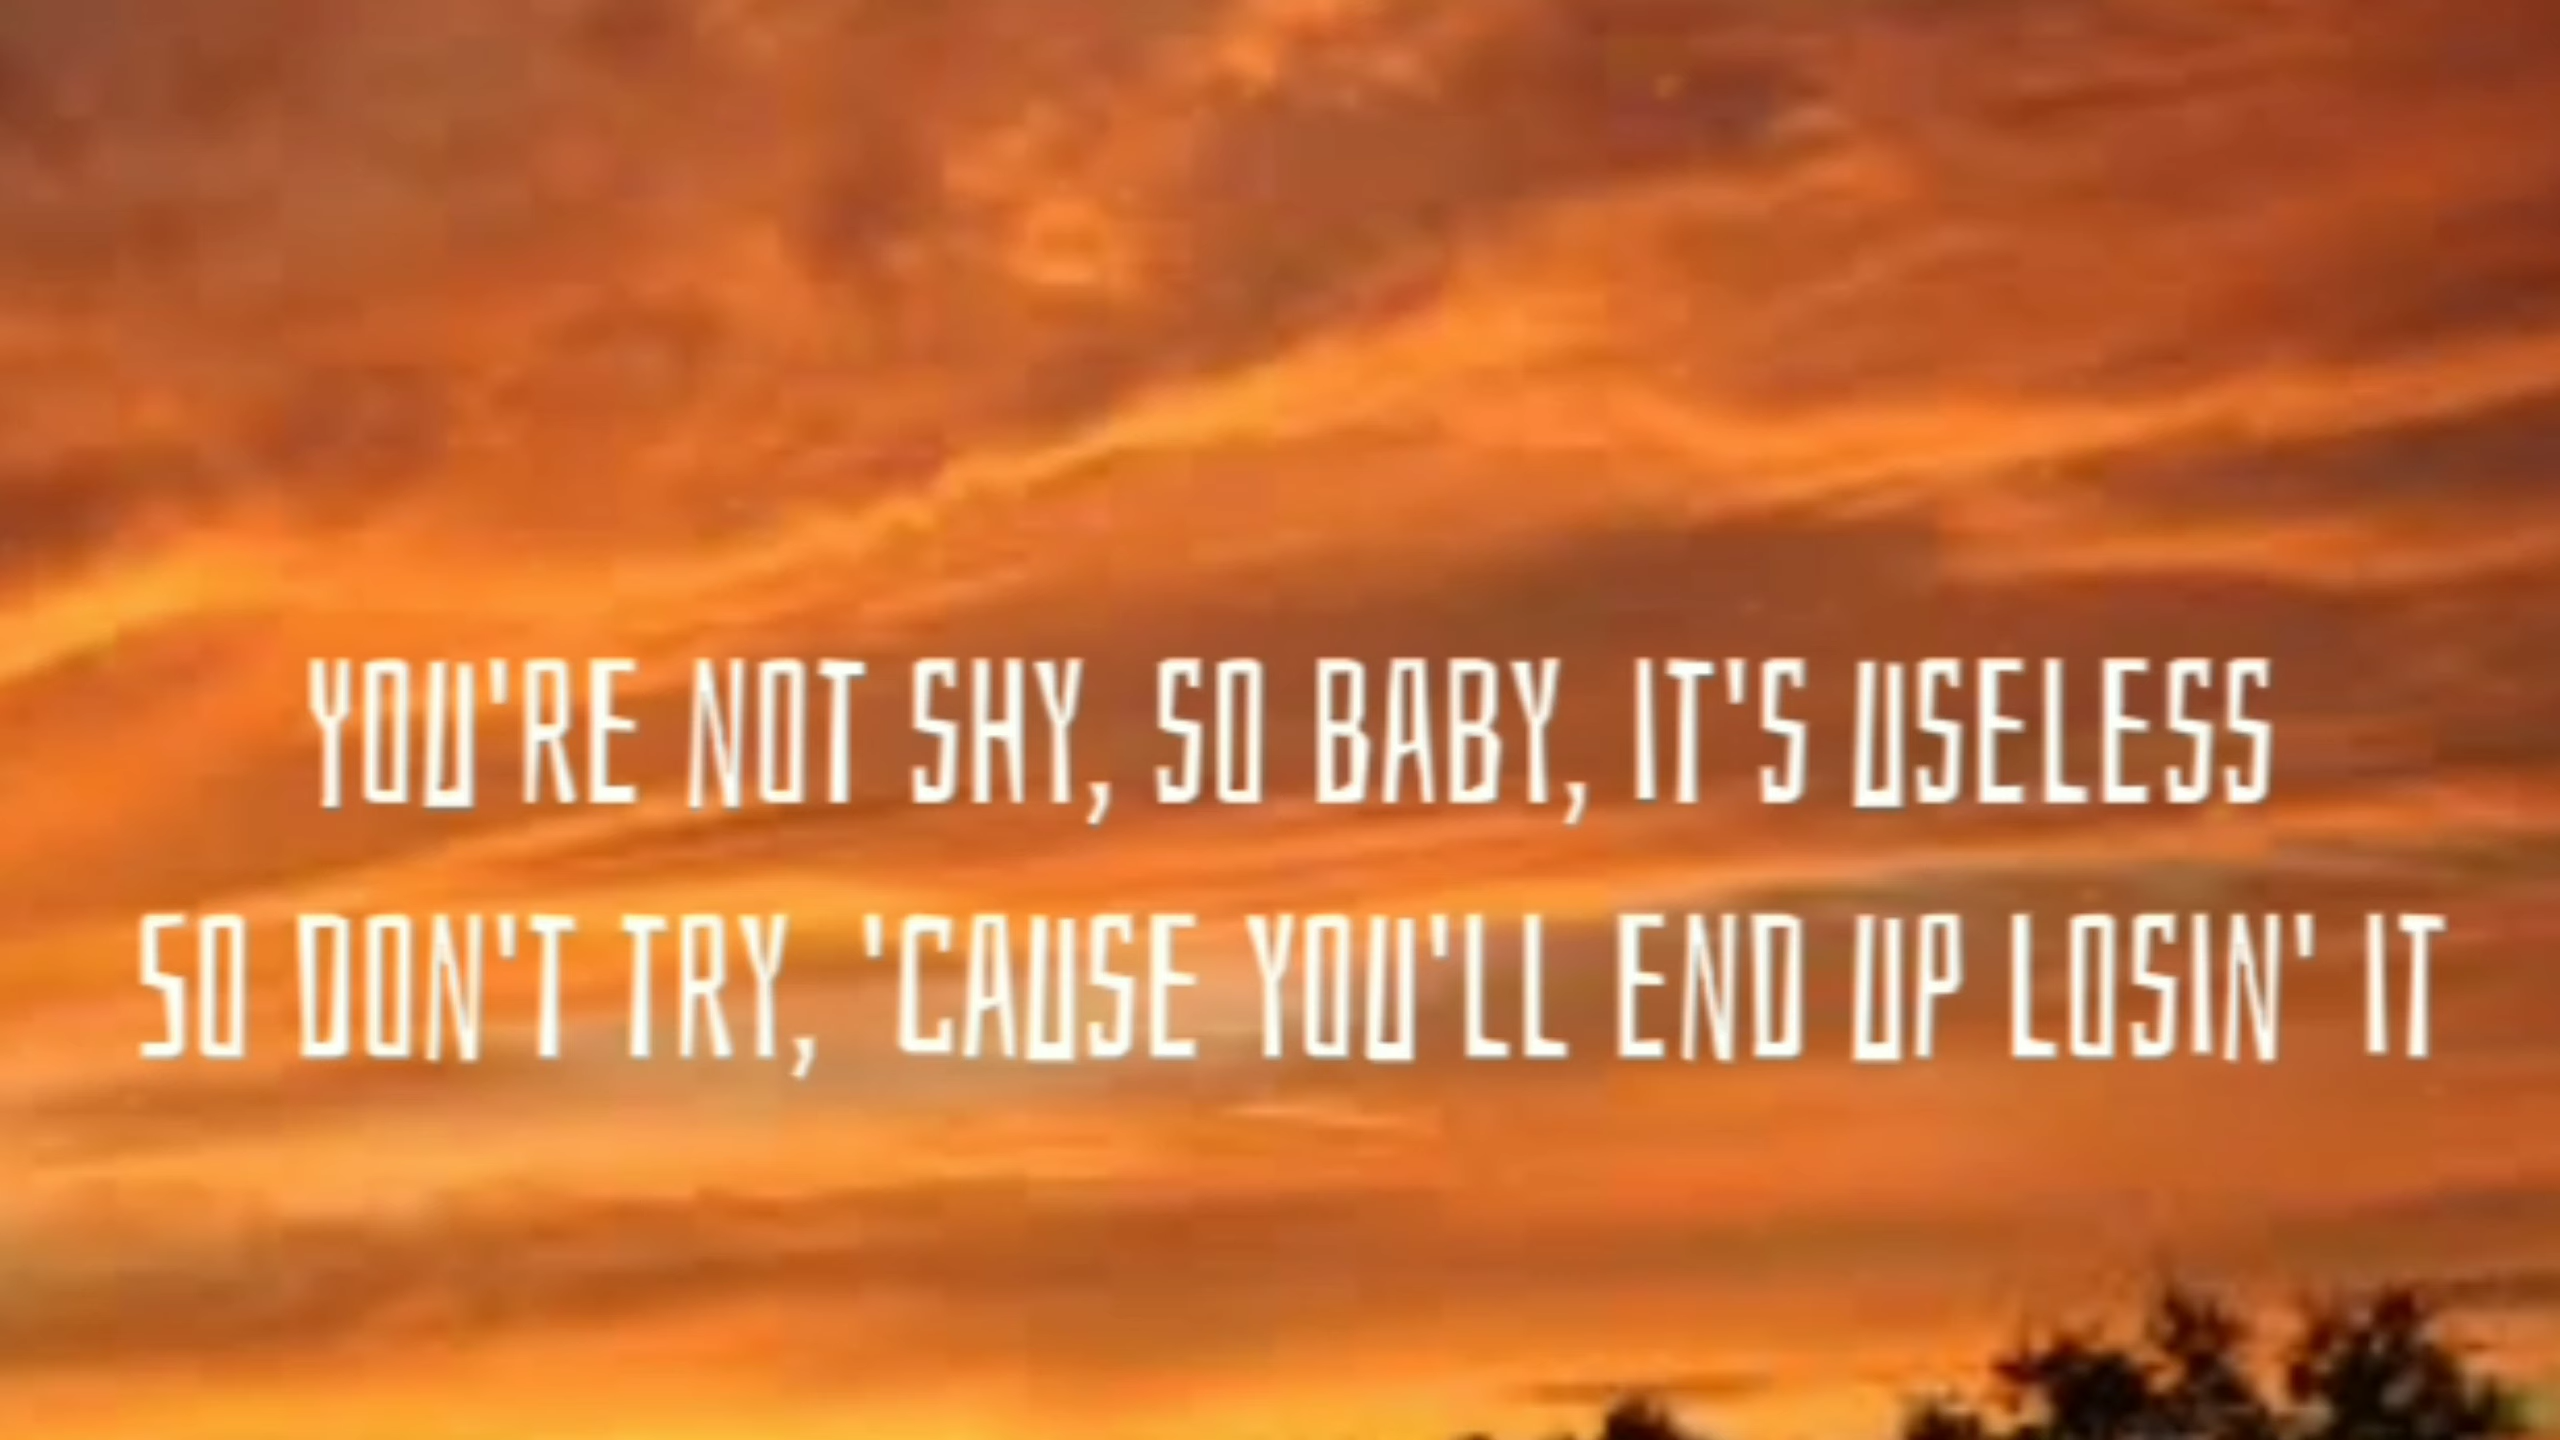 YOU'RE NOT SHY, SO BABY, IT'S USELESS
SO DON'T TRY, 'CAUSE YOU'LL END UP LOSIN' IT